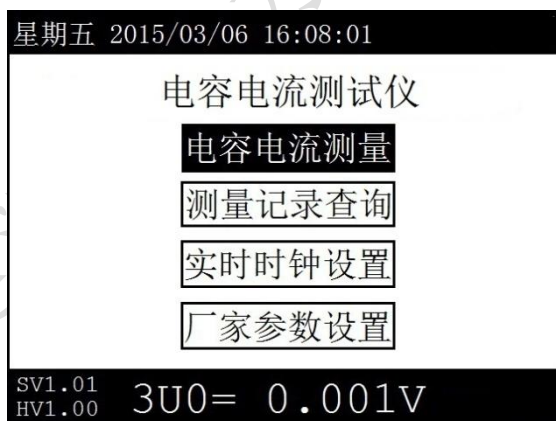 星期五 2015/03/06 16:08:01
电容电流测试仪
电容电流测量
测量记录查询
实时时钟设置
厂家参数设置
SV1.01
HV1.00
3U0= 0.001V